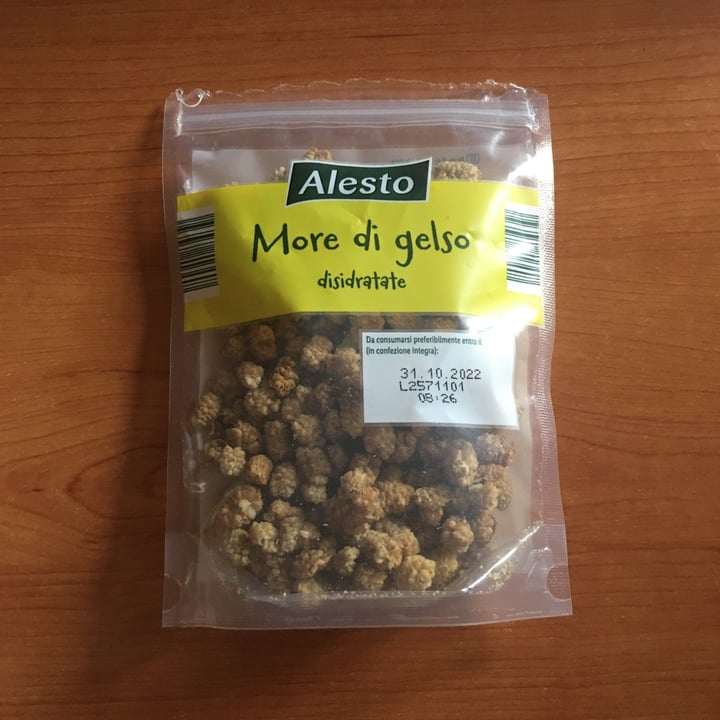 Alesto
More di gelso
disidratate
Da consumarsi preferibilmente entro il
(in confezione integra):
31.10.2022
L2571101
08:26